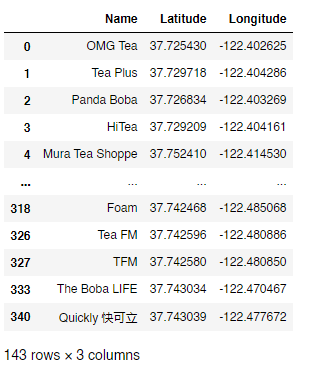 Name Latitude Longitude
0 OMG Tea 37.725430 -122.402625
1 Tea Plus 37.729718 -122.404286
2 Panda Boba 37.726834 -122.403269
3 HiTea 37.729209 -122.404161
4 Mura Tea Shoppe 37.752410 -122.414530
... ... ... ...
318 Foam 37.742468 -122.485068
326 Tea FM 37.742596 -122.480886
327 TFM 37.742580 -122.480850
333 The Boba LIFE 37.743034 -122.470467
340 Quickly 快可立 37.743039 -122.477672
143 rows × 3 columns